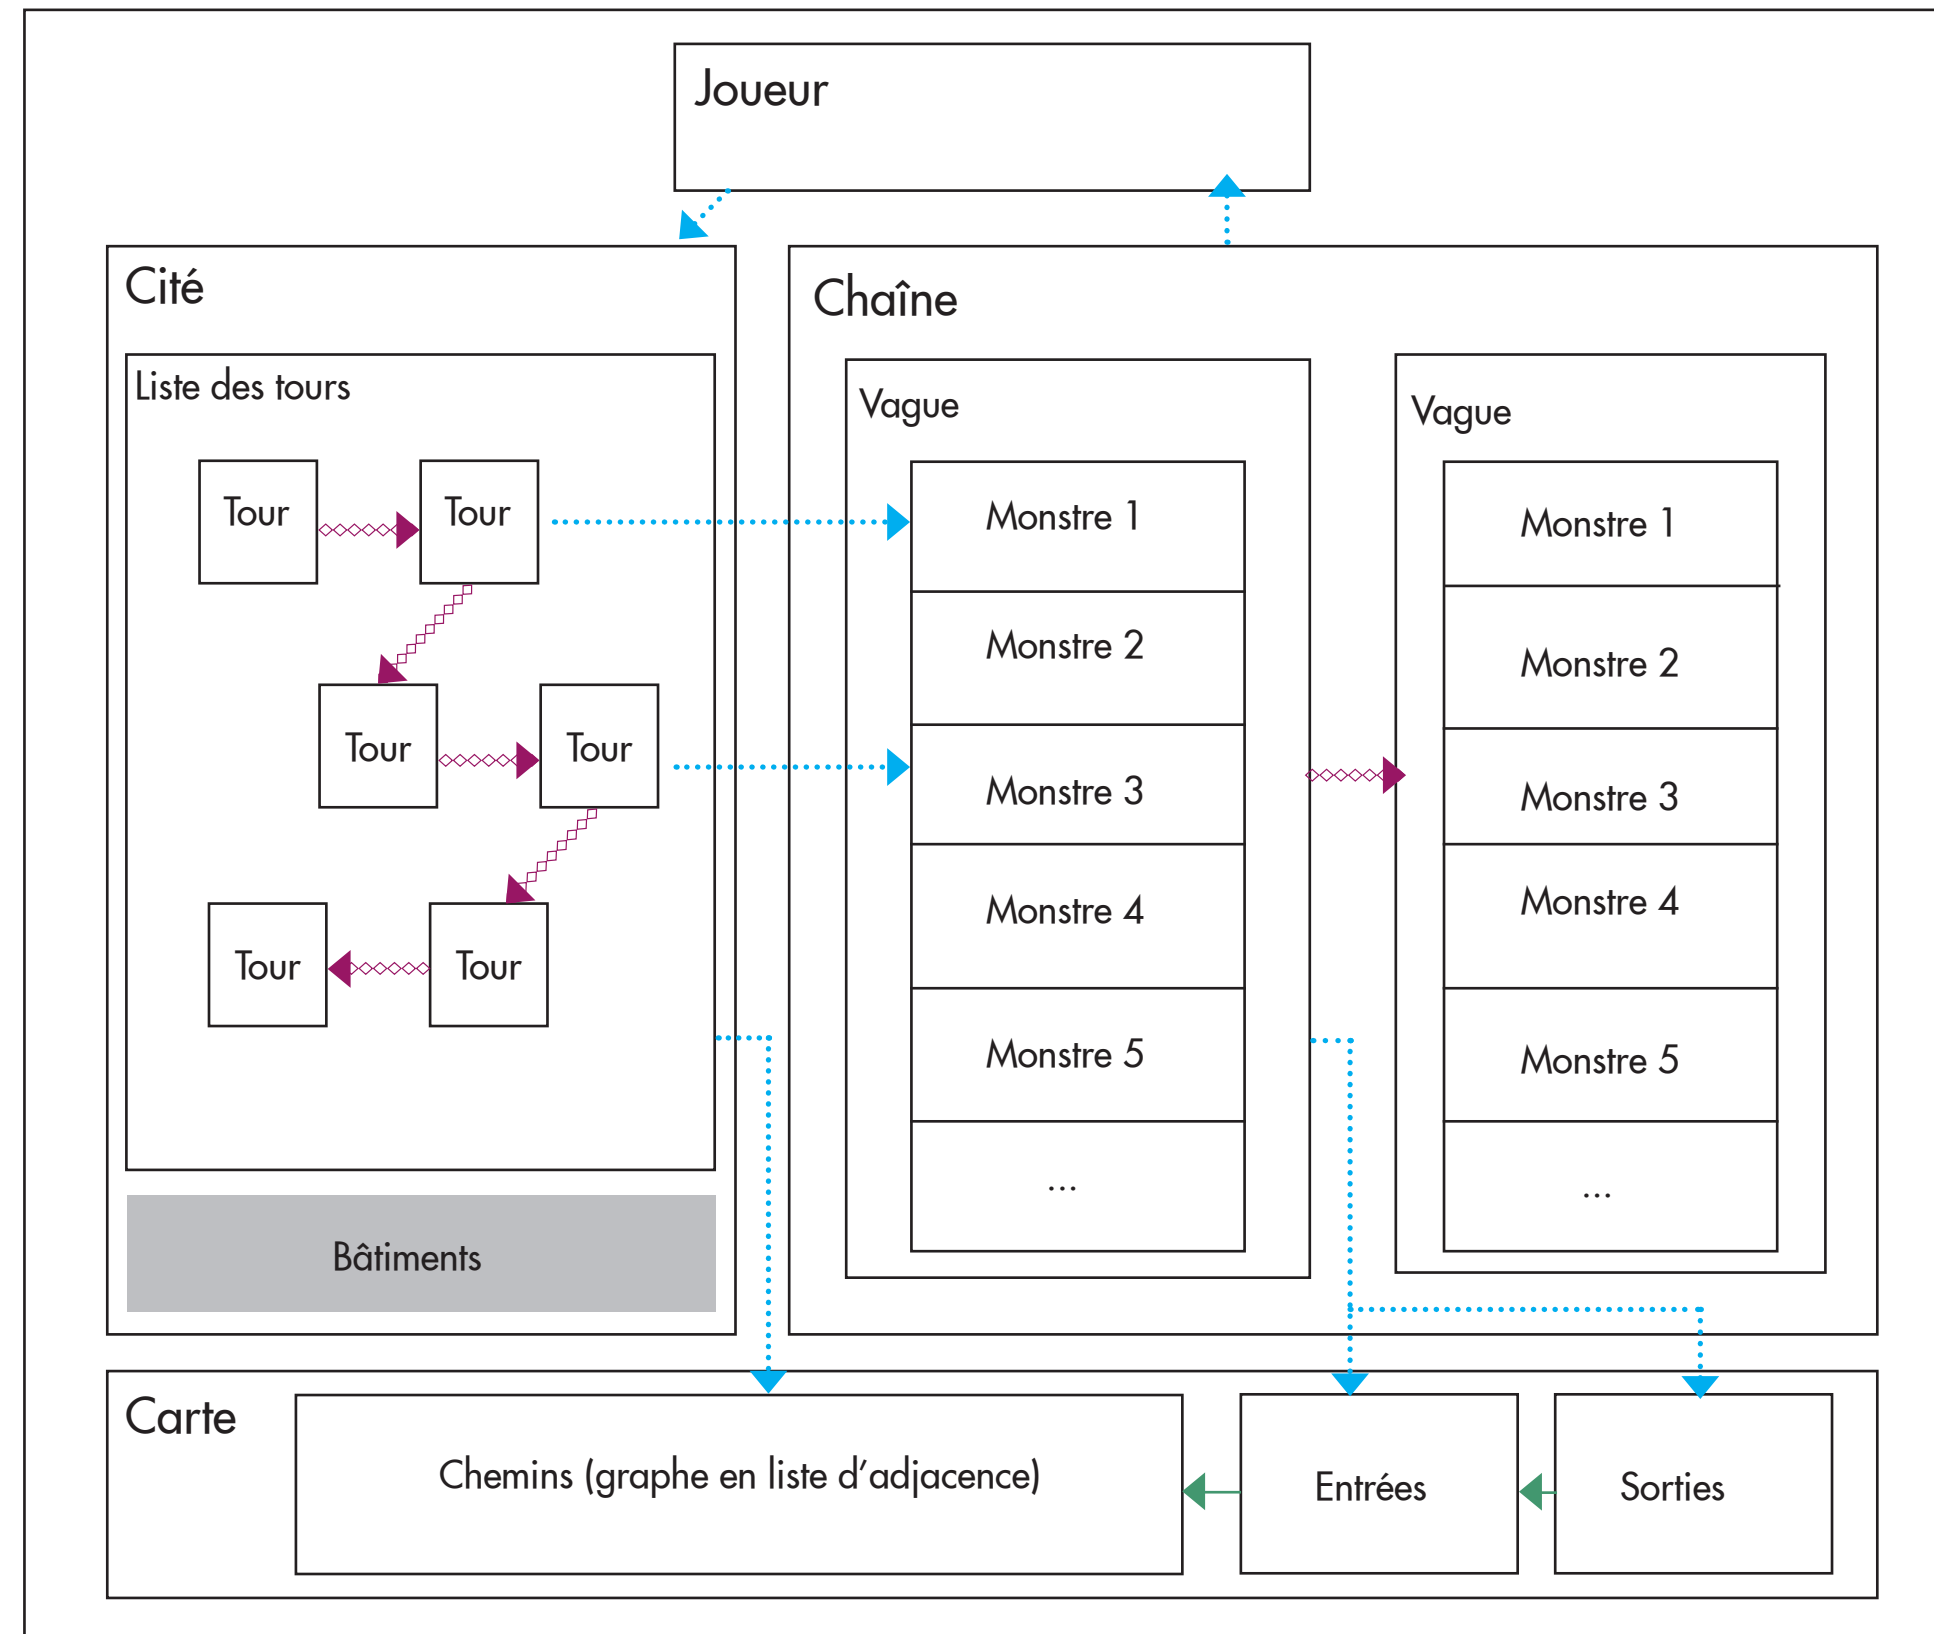 Joueur
Cité
Liste des tours
Tour
Tour
Tour
Tour
Tour
Tour
Bâtiments
Chaîne
Vague
Monstre 1
Monstre 2
Monstre 3
Monstre 4
Monstre 5
...
Vague
Monstre 1
Monstre 2
Monstre 3
Monstre 4
Monstre 5
...
Carte
Chemins (graphe en liste d'adjacence)
Entrées
Sorties